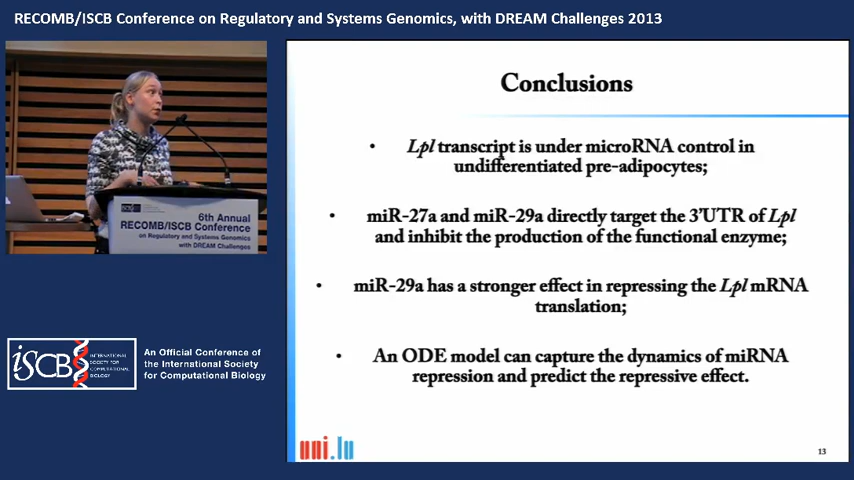 RECOMB/ISCB Conference on Regulatory and Systems Genomics, with DREAM Challenges 2013
6th Annual
RECOMB/ISCB Conference
on Regulatory and Systems Genomics
with DREAM Challenges
iSCB
INTERNATIONAL
SOCIETY FOR
COMPUTATIONAL
BIOLOGY
An Official Conference of
the International Society
for Computational Biology
Conclusions
• Lpl transcript is under microRNA control in
undifferentiated pre-adipocytes;
• miR-27a and miR-29a directly target the 3'UTR of Lpl
and inhibit the production of the functional enzyme;
• miR-29a has a stronger effect in repressing the Lpl mRNA
translation;
• An ODE model can capture the dynamics of miRNA
repression and predict the repressive effect.
uni.lu
13